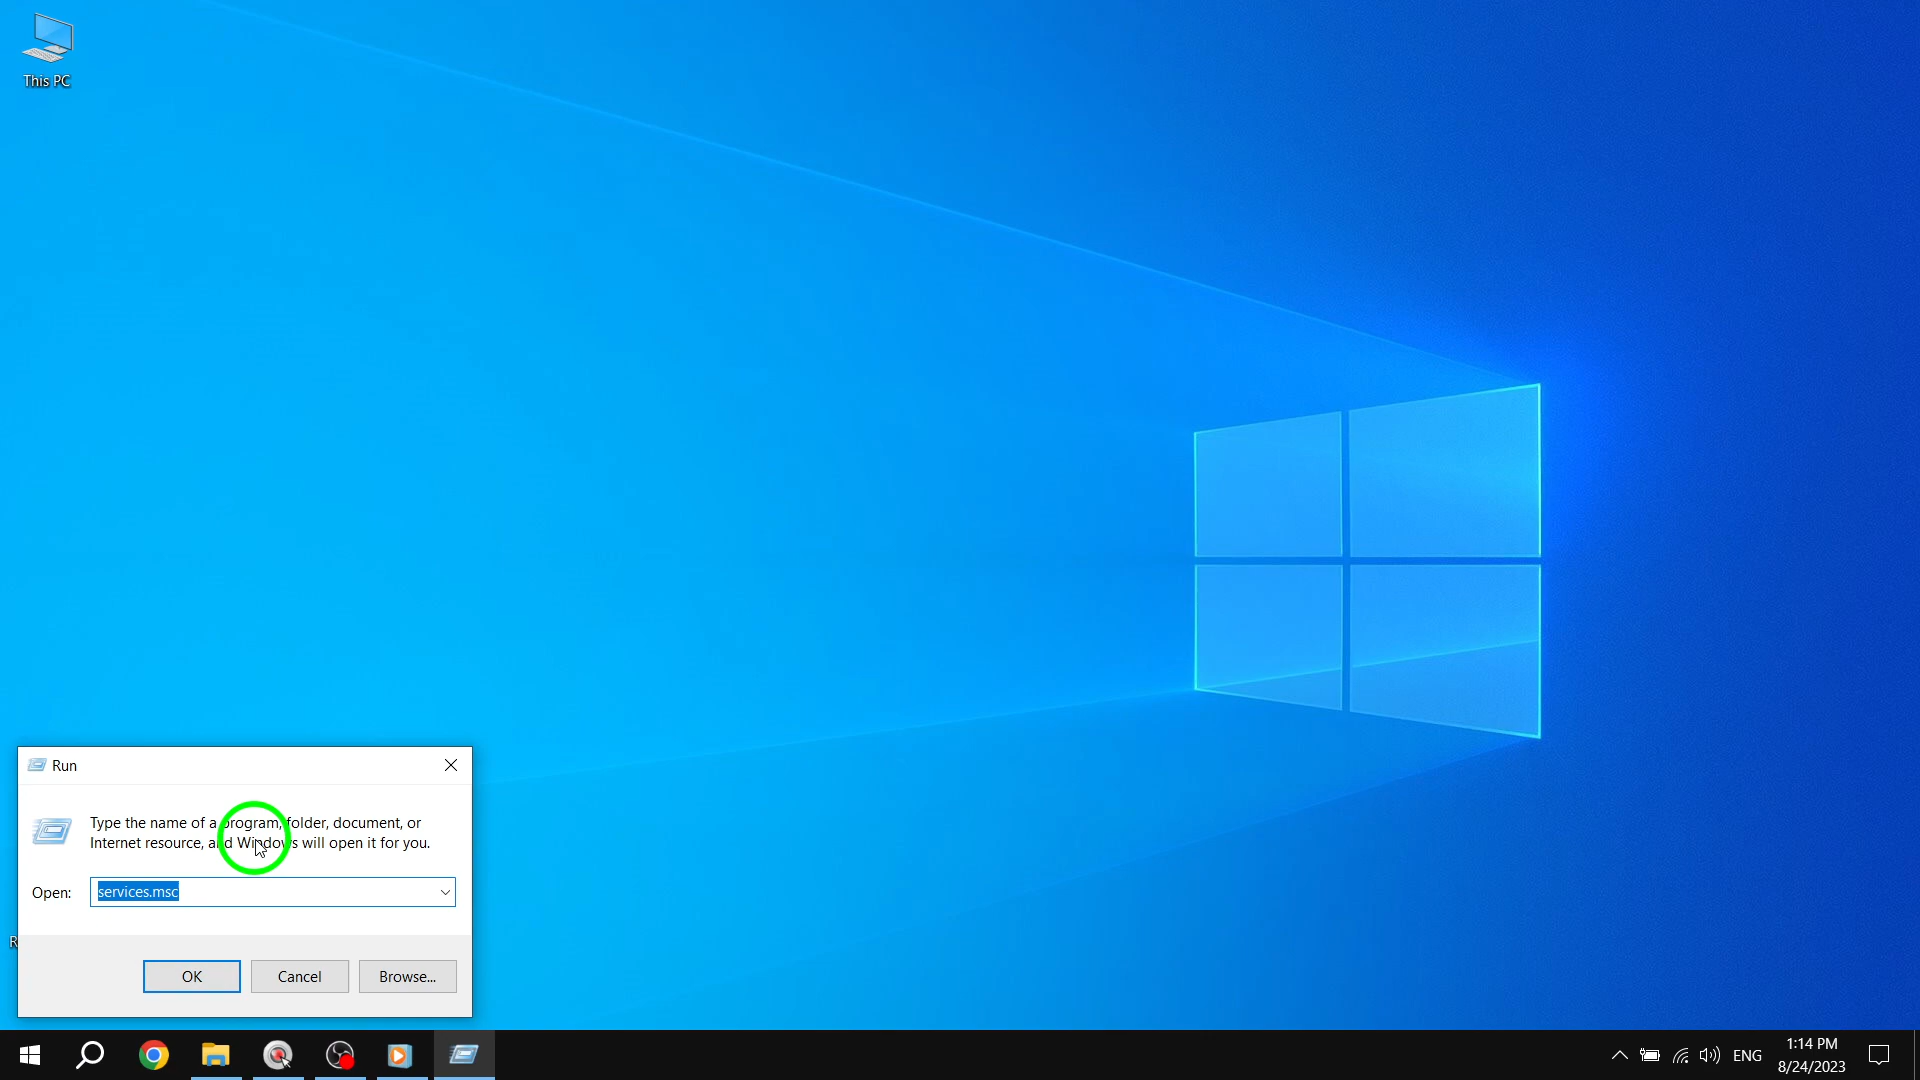 This PC
Run
Type the name of a program, folder, document, or
Internet resource, and Windows will open it for you.
Open:
services.msc
R
OK
Cancel
Browse...
ENG
1:14 PM
8/24/2023